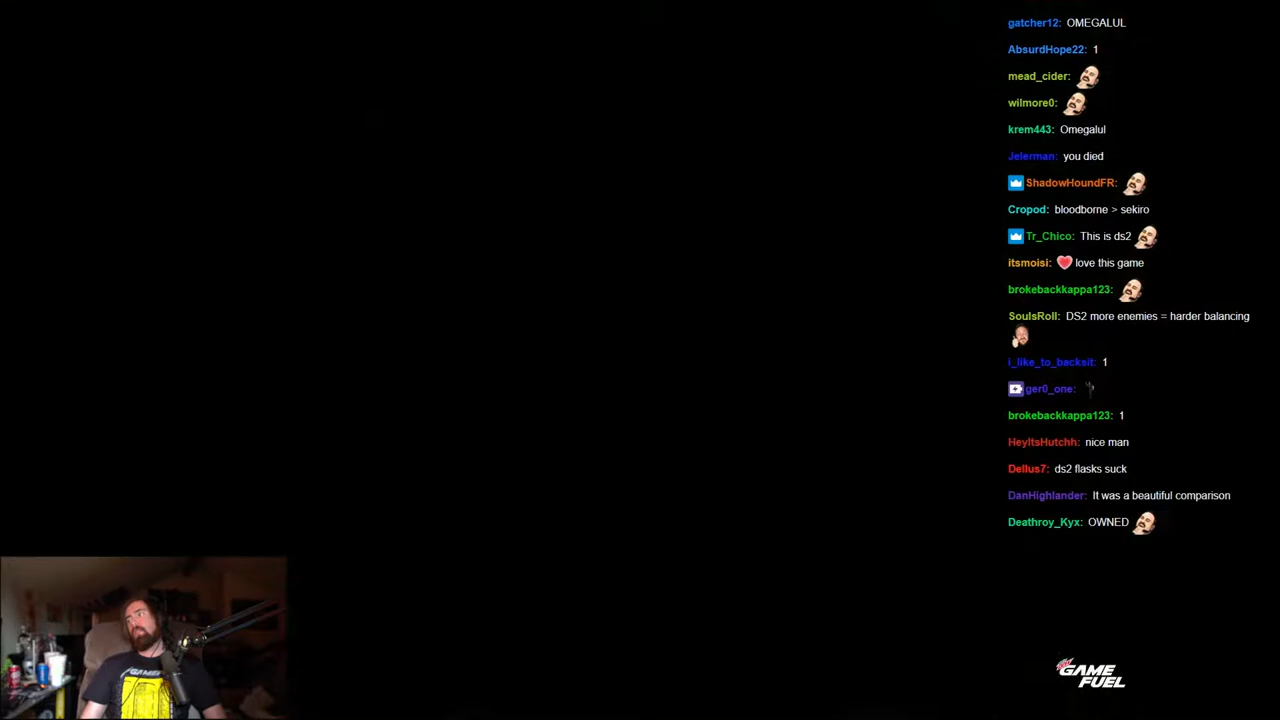 gatcher12: OMEGALUL
AbsurdHope22: 1
mead_cider:
wilmore0:
krem443: Omegalul
Jelerman: you died
ShadowHoundFR:
Cropod: bloodborne > sekiro
Tr_Chico: This is ds2
itsmoisi: love this game
brokebackkappa123:
SoulsRoll: DS2 more enemies = harder balancing
i_like_to_backsit: 1
ger0_one:
brokebackkappa123: 1
HeyItsHutchh: nice man
Dellus7: ds2 flasks suck
DanHighlander: It was a beautiful comparison
Deathroy_Kyx: OWNED
GAME
FUEL